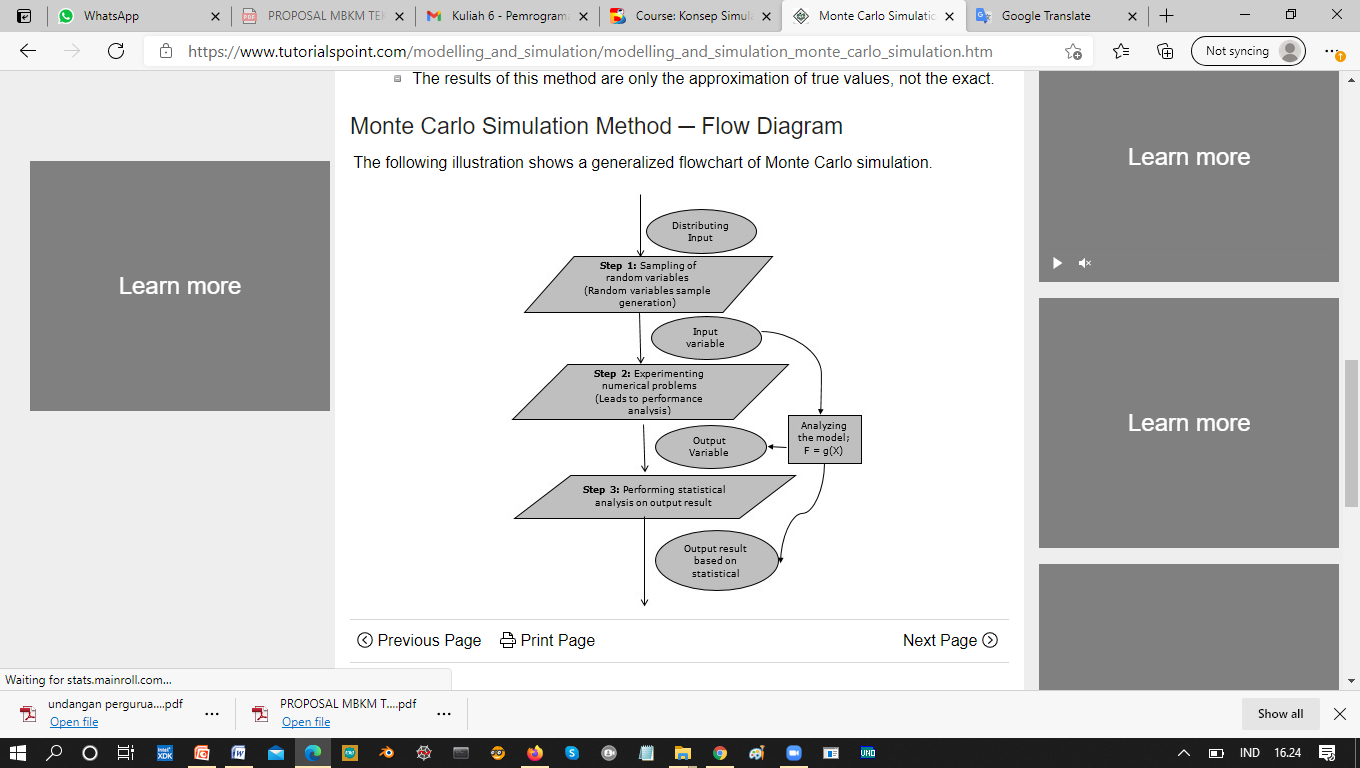 WhatsApp
PROPOSAL MBKM TEK
Kuliah 6 - Pemrogram
Course: Konsep Simul
Monte Carlo Simulatic
Google Translate
https://www.tutorialspoint.com/modelling_and_simulation/modelling_and_simulation_monte_carlo_simulation.htm
Not syncing
The results of this method are only the approximation of true values, not the exact.
Monte Carlo Simulation Method ─ Flow Diagram
The following illustration shows a generalized flowchart of Monte Carlo simulation.
Learn more
Learn more
Learn more
Distributing
Input
Step 1: Sampling of
random variables
(Random variables sample
generation)
Input
variable
Step 2: Experimenting
numerical problems
(Leads to performance
analysis)
Analyzing
the model;
F = g(X)
Output
Variable
Step 3: Performing statistical
analysis on output result
Output result
based on
statistical
Previous Page
Print Page
Next Page
Waiting for stats.mainroll.com...
undangan pergurua....pdf
Open file
PROPOSAL MBKM T....pdf
Open file
Show all
IND
16.24